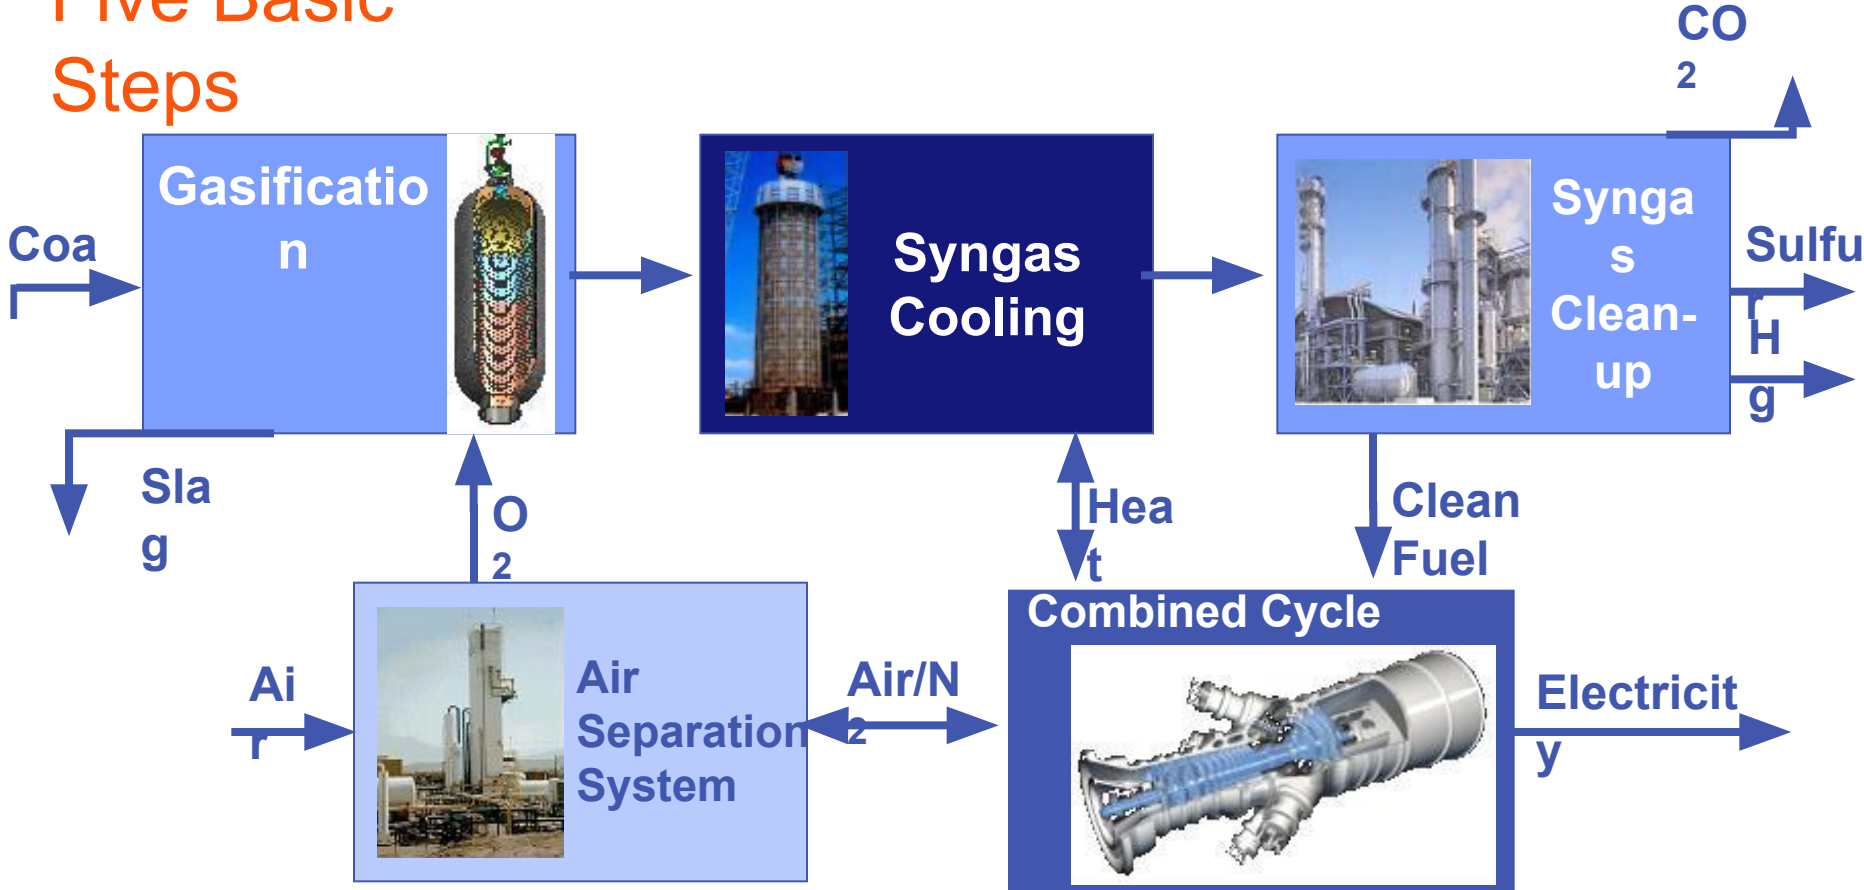 Five Basic
Steps
CO
2
Gasificatio
n
Coa
l
Syngas
Cooling
Synga
s
Clean-
up
Sulfu
r
H
g
Sla
g
O
2
Hea
t
Clean
Fuel
Combined Cycle
Ai
r
Air
Separation
System
Air/N
2
Electricit
y